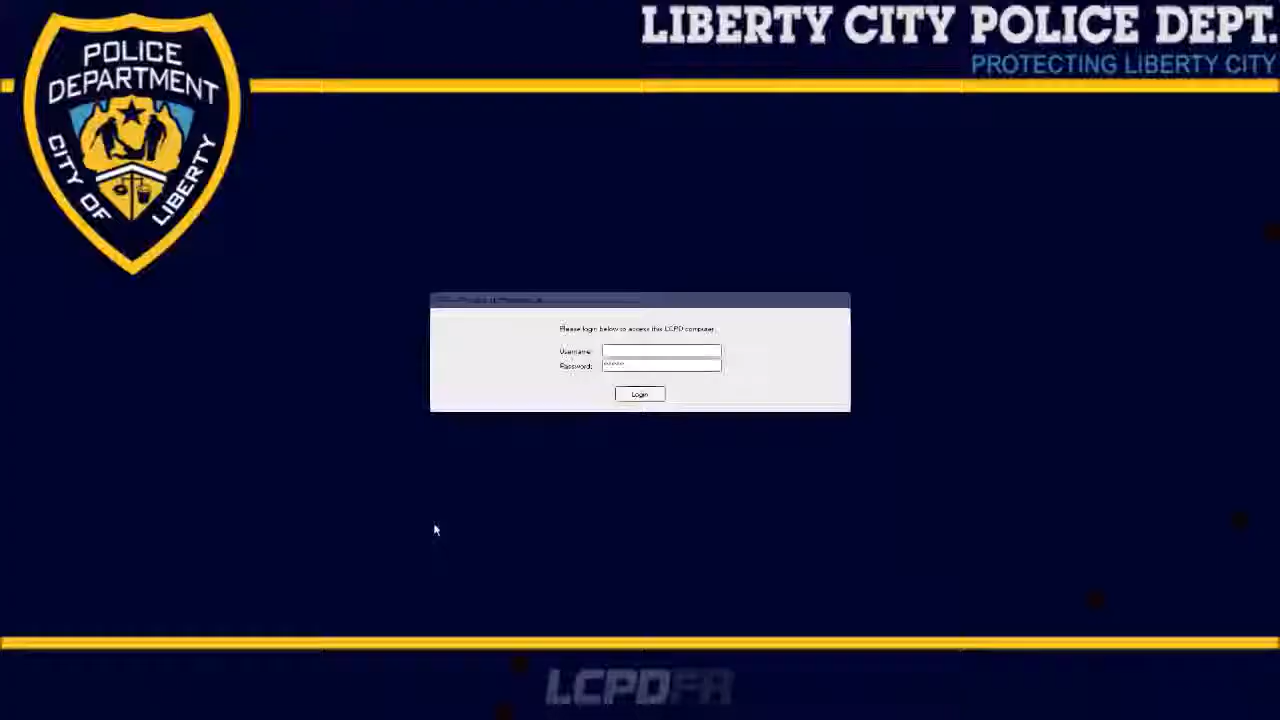 LIBERTY CITY POLICE DEPT.
PROTECTING LIBERTY CITY
POLICE
DEPARTMENT
CITY OF
LIBERTY
Please login below to access this LCPD computer.
Username:
Password: *****
Login
LCPDFR